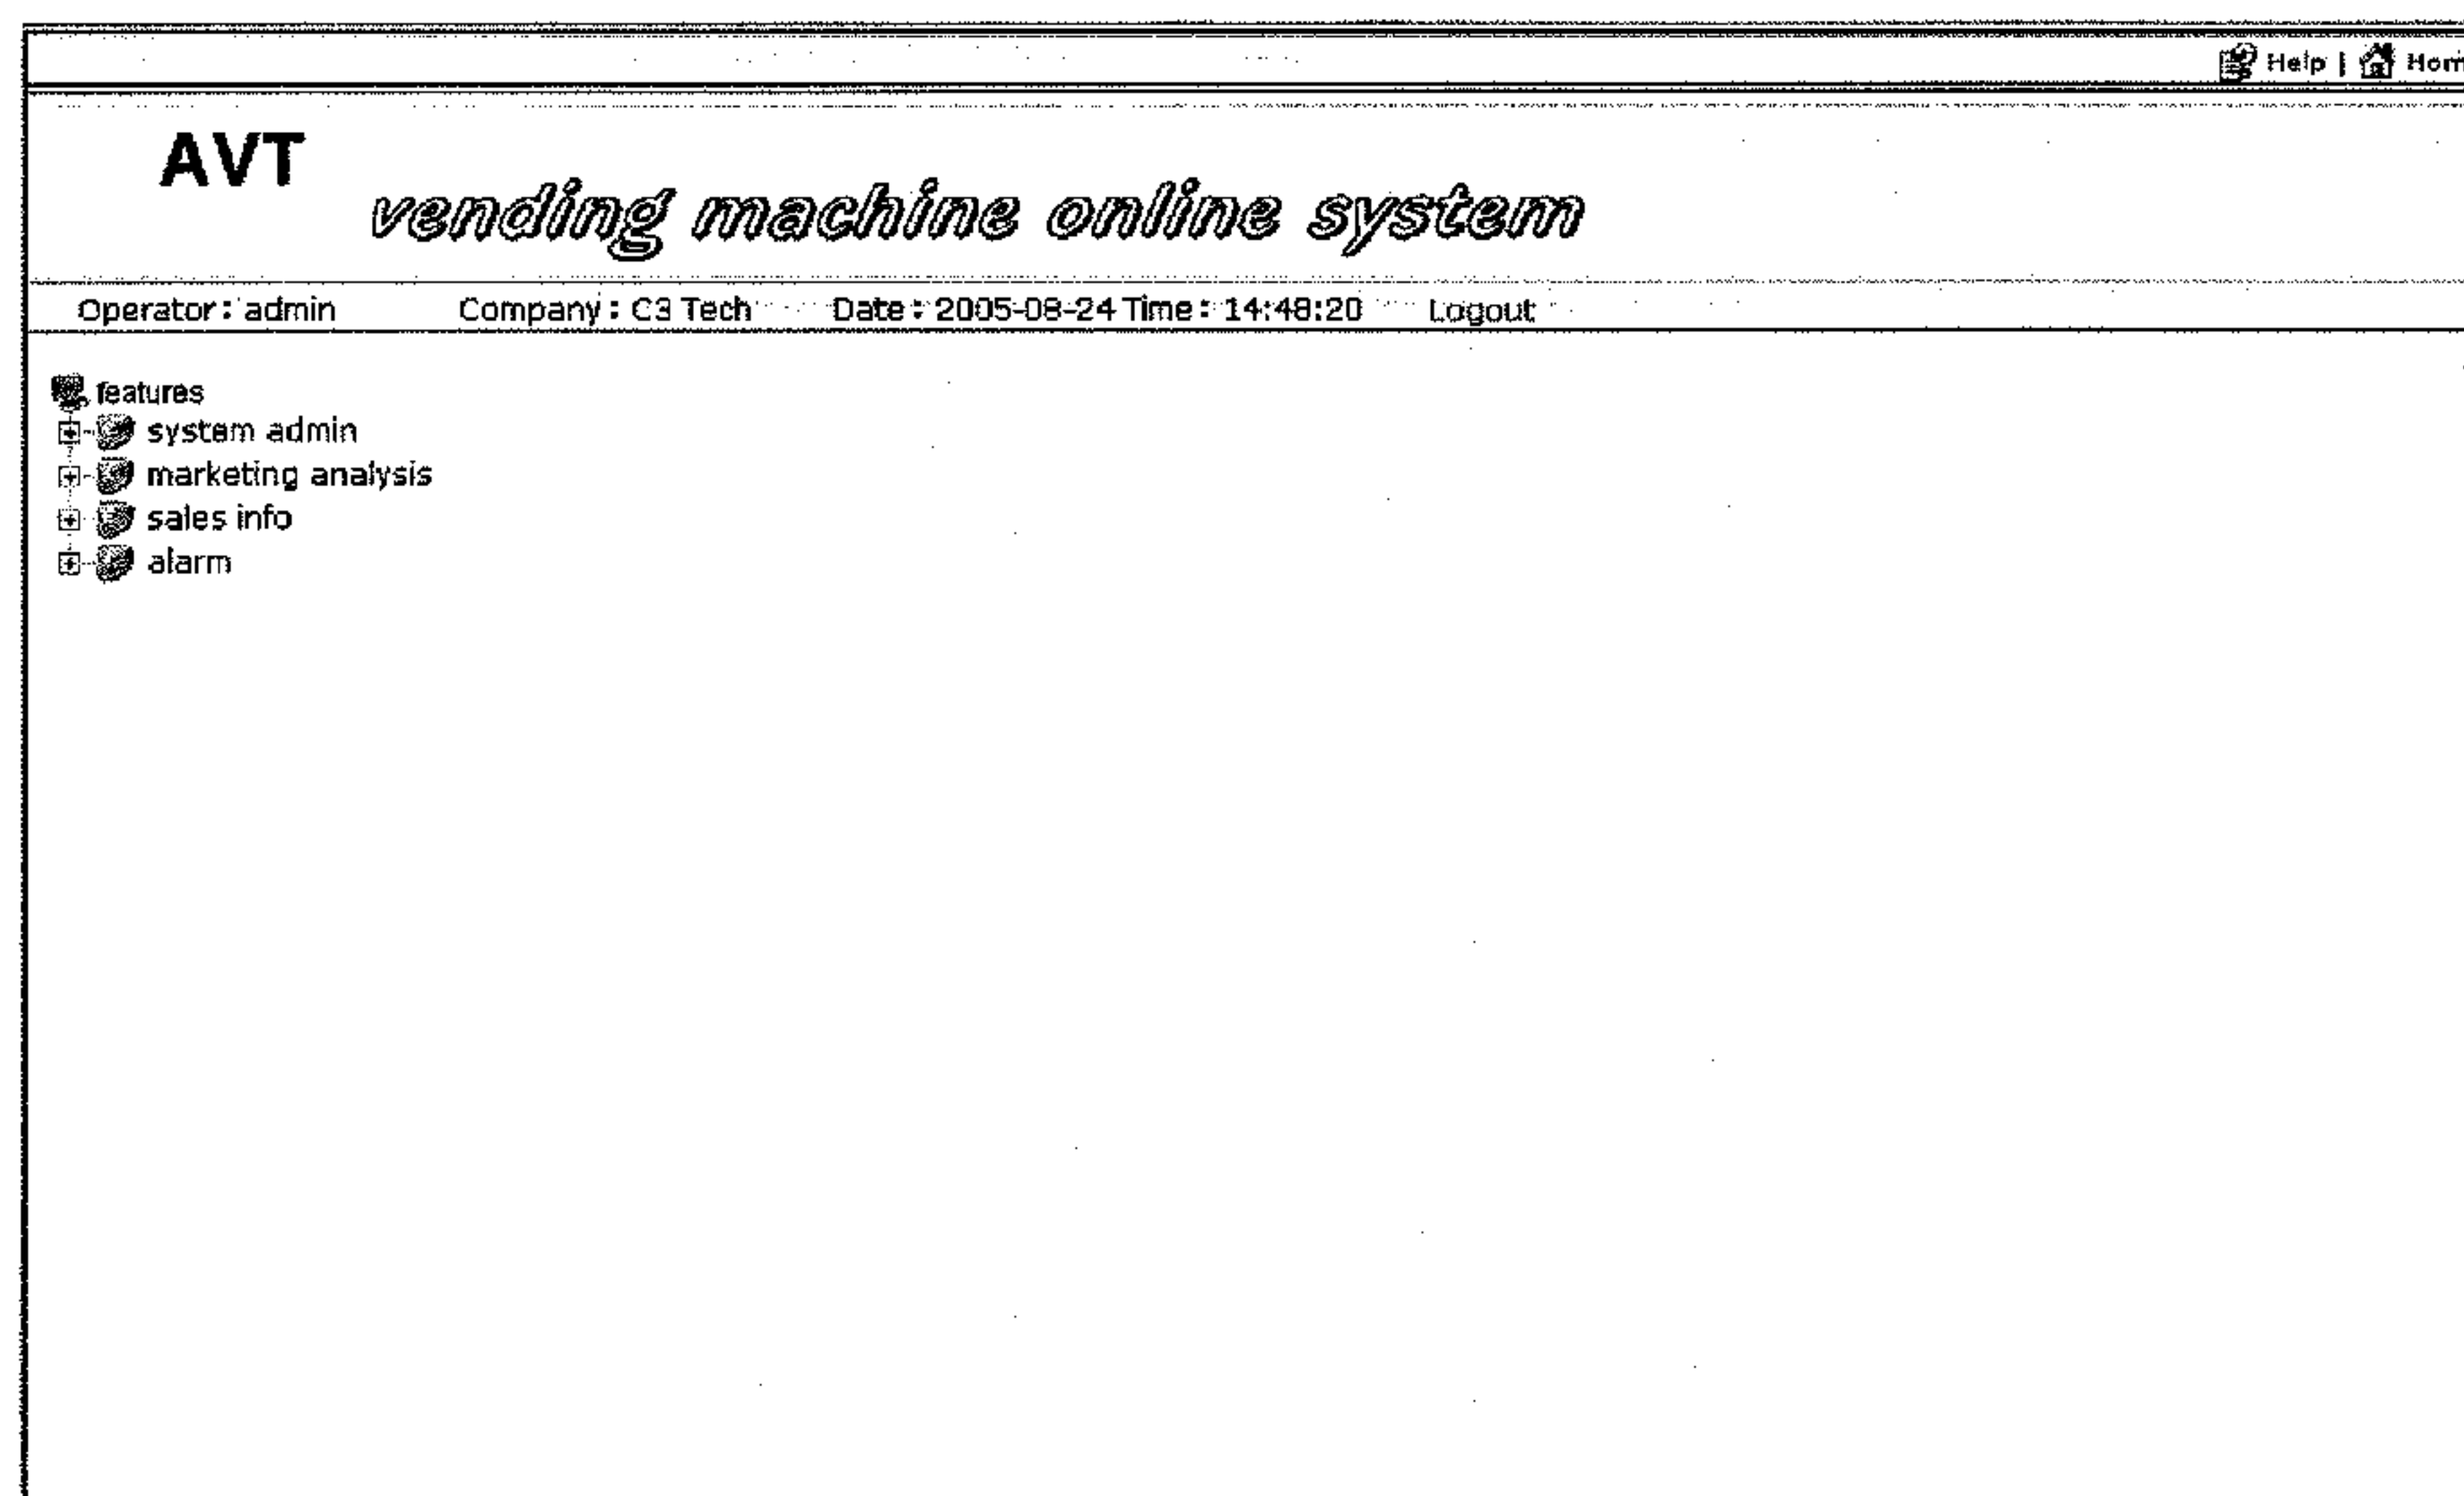 Help | Hom
AVT
vending machine online system
Operator: admin Company: C3 Tech Date: 2005-08-24 Time: 14:48:20 Logout
features
system admin
marketing analysis
sales info
alarm